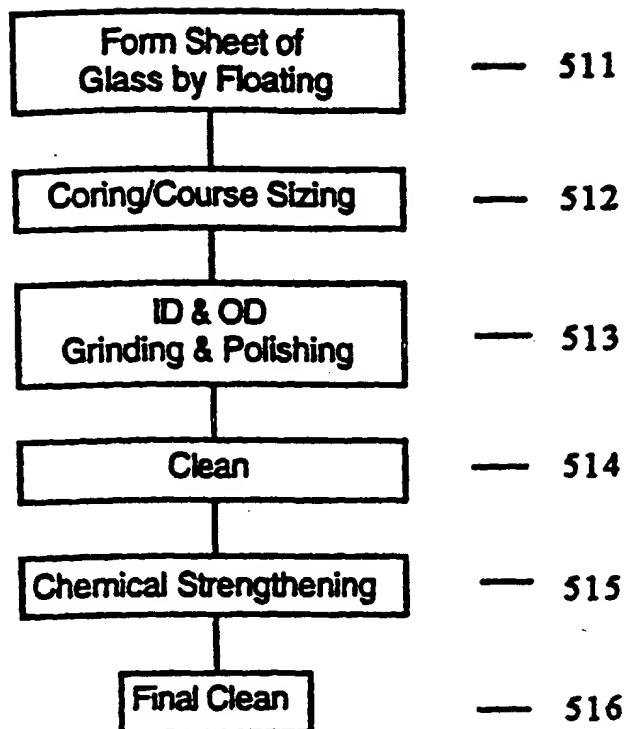 Form Sheet of
Glass by Floating
511
Coring/Course Sizing
512
ID & OD
Grinding & Polishing
513
Clean
514
Chemical Strengthening
515
Final Clean
516